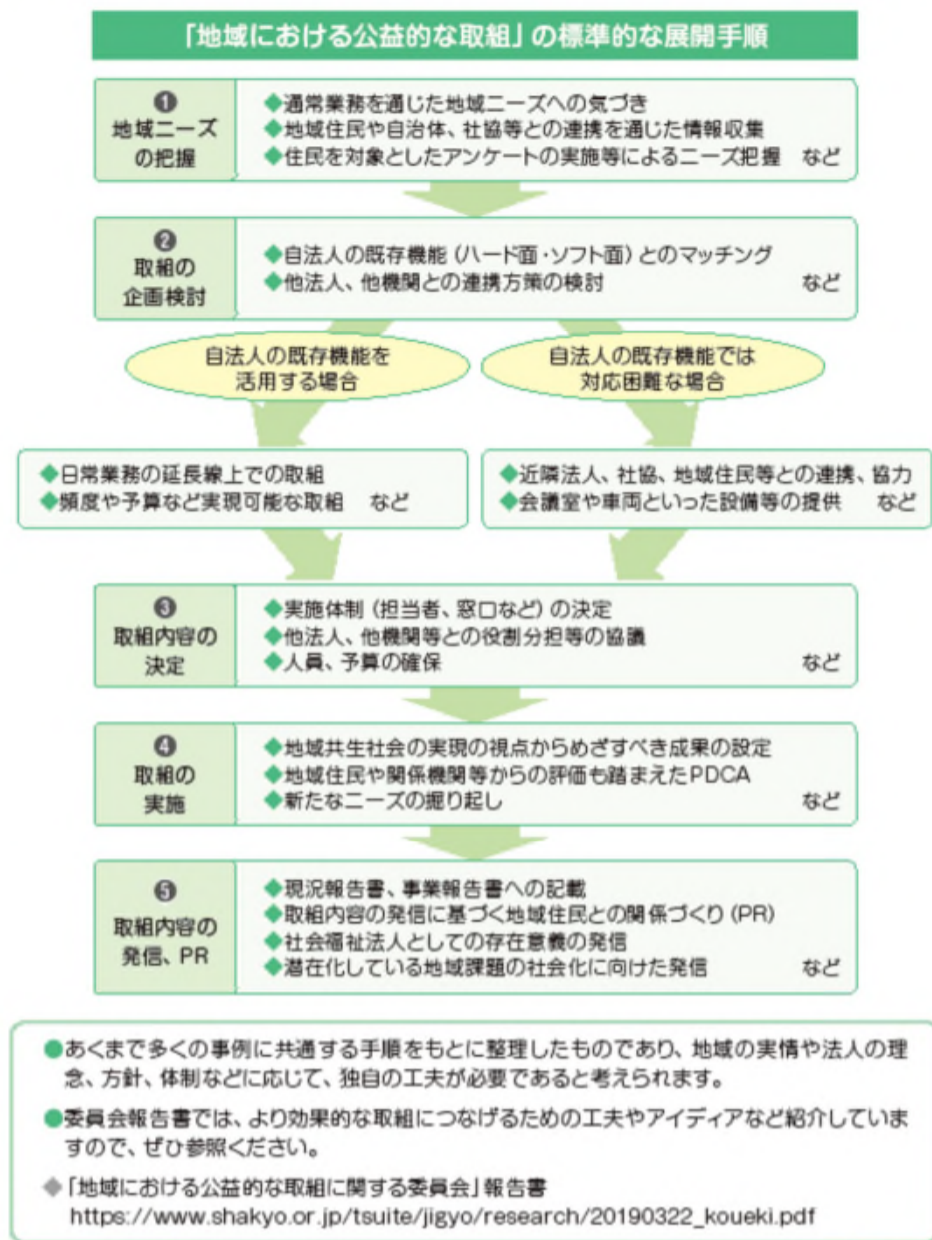 「地域における公益的な取組」の標準的な展開手順
❶
地域ニーズ
の把握
◆通常業務を通じた地域ニーズへの気づき
◆地域住民や自治体、社協等との連携を通じた情報収集
◆住民を対象としたアンケートの実施等によるニーズ把握 など
❷
取組の
企画検討
◆自法人の既存機能（ハード面・ソフト面）とのマッチング
◆他法人、他機関との連携方策の検討 など
自法人の既存機能を
活用する場合
自法人の既存機能では
対応困難な場合
◆日常業務の延長線上での取組
◆頻度や予算など実現可能な取組 など
◆近隣法人、社協、地域住民等との連携、協力
◆会議室や車両といった設備等の提供 など
❸
取組内容の
決定
◆実施体制（担当者、窓口など）の決定
◆他法人、他機関等との役割分担等の協議
◆人員、予算の確保 など
❹
取組の
実施
◆地域共生社会の実現の視点からめざすべき成果の設定
◆地域住民や関係機関等からの評価も踏まえたPDCA
◆新たなニーズの掘り起し など
❺
取組内容の
発信、PR
◆現況報告書、事業報告書への記載
◆取組内容の発信に基づく地域住民との関係づくり（PR）
◆社会福祉法人としての存在意義の発信
◆潜在化している地域課題の社会化に向けた発信 など
●あくまで多くの事例に共通する手順をもとに整理したものであり、地域の実情や法人の理
念、方針、体制などに応じて、独自の工夫が必要であると考えられます。
●委員会報告書では、より効果的な取組につなげるための工夫やアイディアなど紹介していま
すので、ぜひ参照ください。
◆「地域における公益的な取組に関する委員会」報告書
https://www.shakyo.or.jp/tsuite/jigyo/research/20190322_koueki.pdf